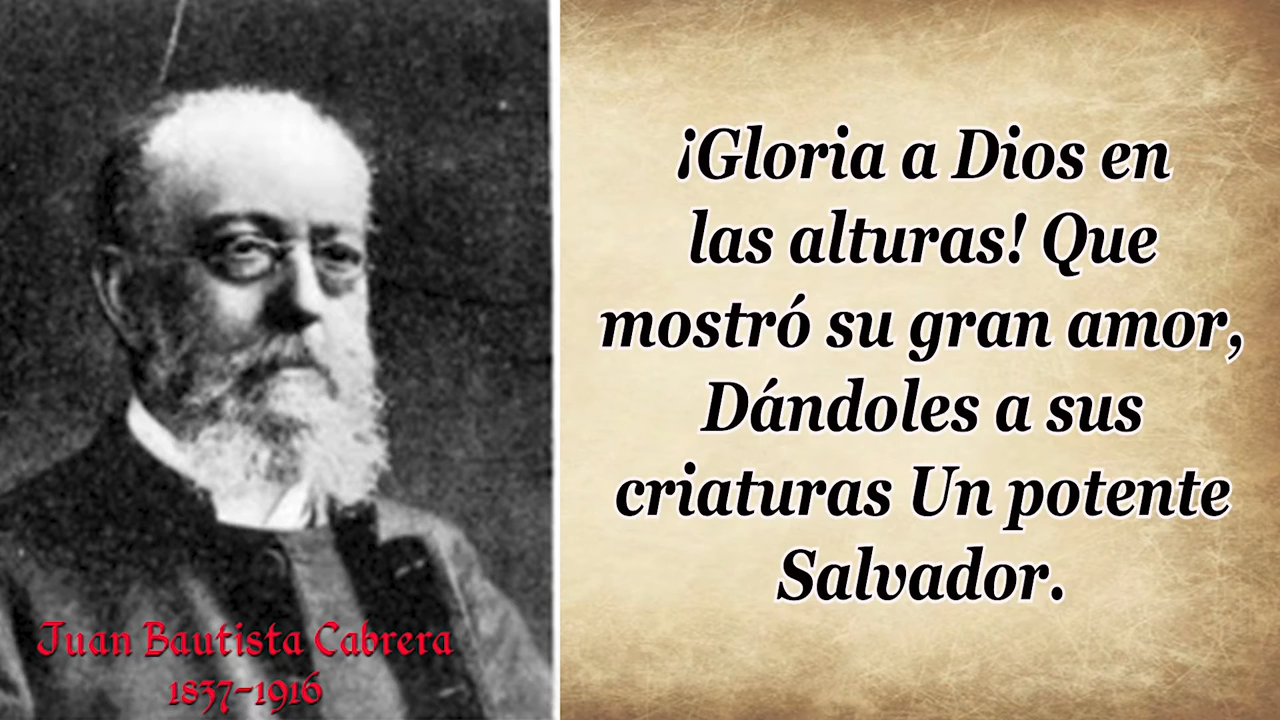 ¡Gloria a Dios en
las alturas! Que
mostró su gran amor,
Dándoles a sus
criaturas Un potente
Salvador.
Juan Bautista Cabrera
1837-1916